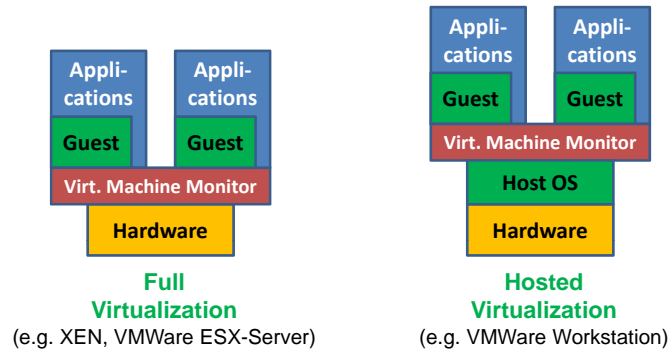 Appli-
cations
Appli-
cations
Guest
Guest
Virt. Machine Monitor
Hardware
Full
Virtualization
(e.g. XEN, VMWare ESX-Server)
Appli-
cations
Appli-
cations
Guest
Guest
Virt. Machine Monitor
Host OS
Hardware
Hosted
Virtualization
(e.g. VMWare Workstation)